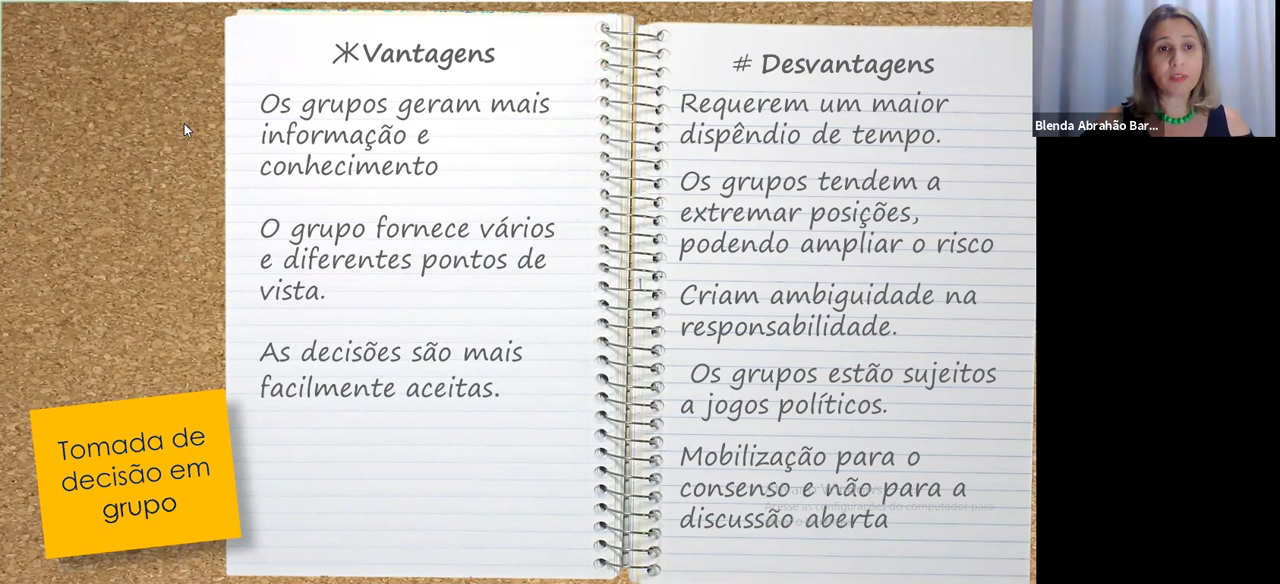 Ж Vantagens
Os grupos geram mais
informação e
conhecimento
O grupo fornece vários
e diferentes pontos de
vista.
As decisões são mais
facilmente aceitas.
# Desvantagens
Requerem um maior
dispêndio de tempo.
Os grupos tendem a
extremar posições,
podendo ampliar o risco
Criam ambiguidade na
responsabilidade.
Os grupos estão sujeitos
a jogos políticos.
Mobilização para o
consenso e não para a
discussão aberta
Tomada de
decisão em
grupo
Blenda Abrahão Bar...